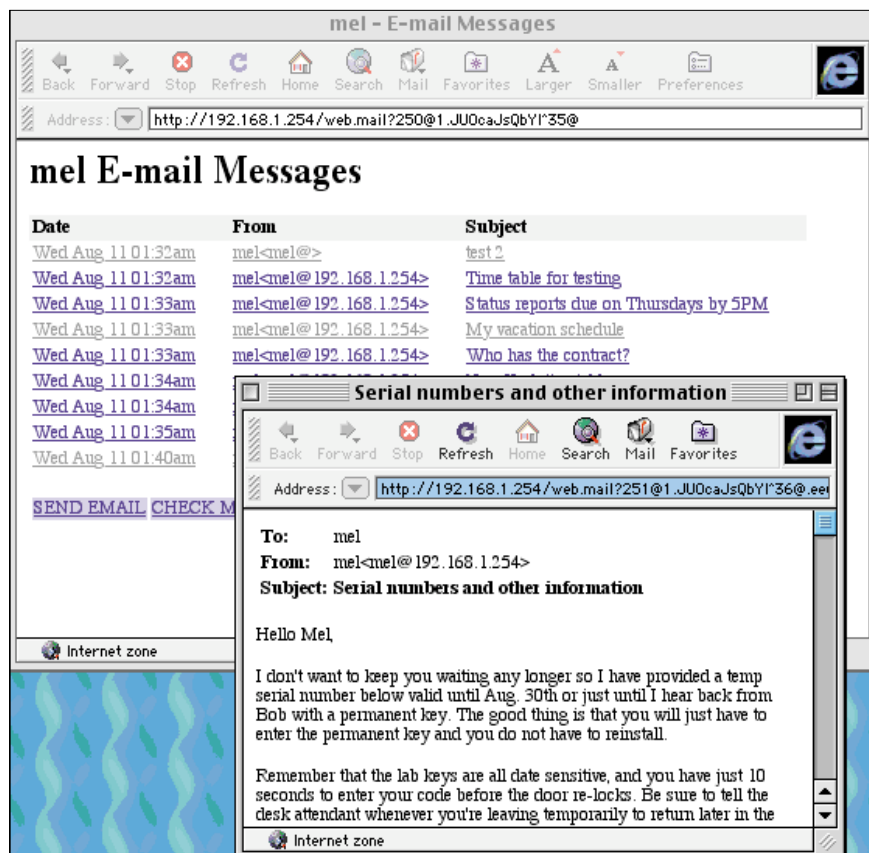 mel - E-mail Messages
Back Forward Stop Refresh Home Search Mail Favorites Larger Smaller Preferences
Address: http://192.168.1.254/web.mail?250@1.JU0caJsQbYl^35@
mel E-mail Messages
Date From Subject
Wed Aug 11 01:32am mel<mel@> test 2
Wed Aug 11 01:32am mel<mel@192.168.1.254> Time table for testing
Wed Aug 11 01:33am mel<mel@192.168.1.254> Status reports due on Thursdays by 5PM
Wed Aug 11 01:33am mel<mel@192.168.1.254> My vacation schedule
Wed Aug 11 01:33am mel<mel@192.168.1.254> Who has the contract?
Wed Aug 11 01:34am
Wed Aug 11 01:34am
Wed Aug 11 01:35am
Wed Aug 11 01:40am
SEND EMAIL CHECK M
Internet zone
Serial numbers and other information
Back Forward Stop Refresh Home Search Mail Favorites
Address: http://192.168.1.254/web.mail?251@1.JU0caJsQbYl^36@.ee
To: mel
From: mel<mel@192.168.1.254>
Subject: Serial numbers and other information
Hello Mel,
I don't want to keep you waiting any longer so I have provided a temp
serial number below valid until Aug. 30th or just until I hear back from
Bob with a permanent key. The good thing is that you will just have to
enter the permanent key and you do not have to reinstall.
Remember that the lab keys are all date sensitive, and you have just 10
seconds to enter your code before the door re-locks. Be sure to tell the
desk attendant whenever you're leaving temporarily to return later in the
Internet zone